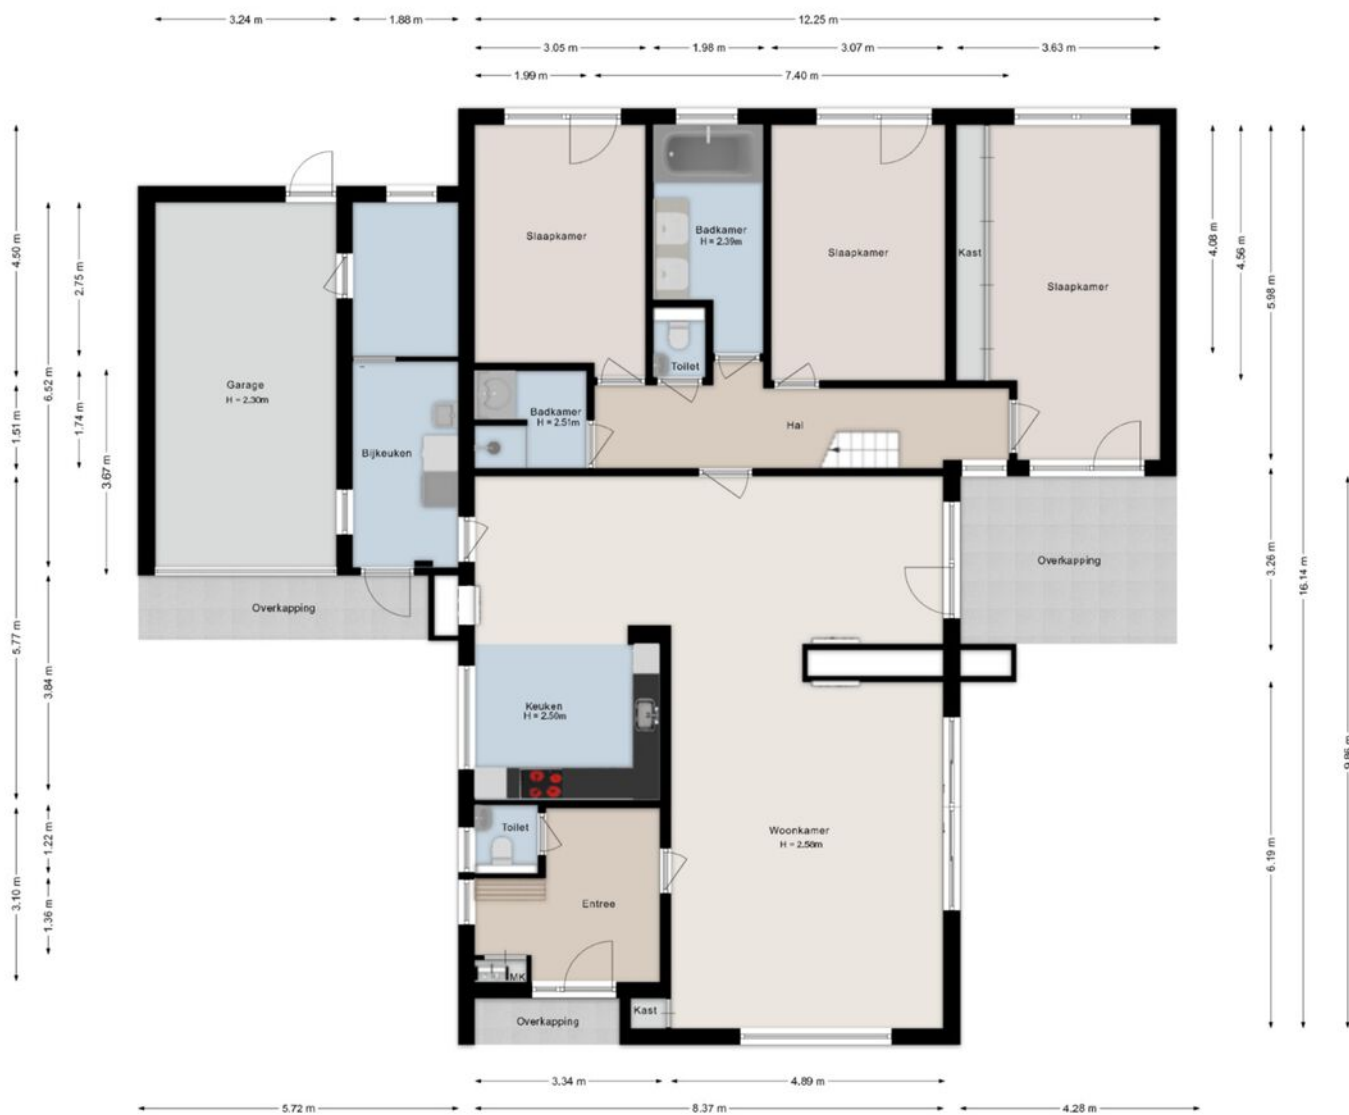 3.24 m
1.88 m
12.25 m
3.05 m
1.98 m
3.07 m
3.63 m
1.99 m
7.40 m
4.50 m
1.51 m
5.77 m
3.10 m
6.52 m
3.84 m
1.22 m
1.36 m
2.75 m
1.74 m
3.67 m
Slaapkamer
Badkamer
H = 2.39m
Slaapkamer
Kast
Slaapkamer
Toilet
Garage
H = 2.30m
Badkamer
H = 2.51m
Hal
Bijkeuken
Overkapping
Overkapping
Keuken
H = 2.50m
Toilet
Woonkamer
H = 2.58m
Entree
MK
Kast
Overkapping
4.08 m
4.56 m
5.98 m
3.26 m
6.19 m
16.14 m
9.86 m
3.34 m
4.89 m
5.72 m
8.37 m
4.28 m